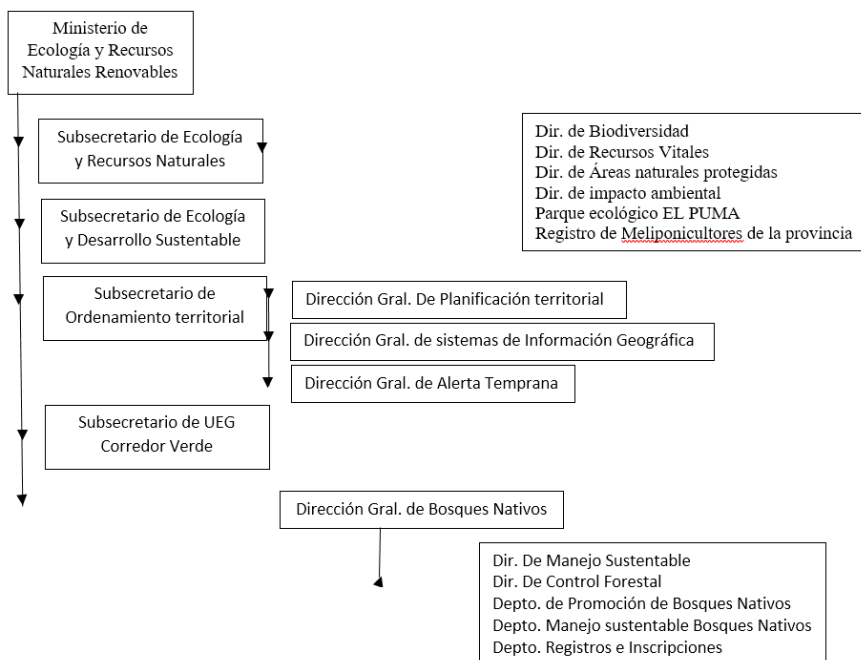 Ministerio de
Ecología y Recursos
Naturales Renovables
Subsecretario de Ecología
y Recursos Naturales
Dir. de Biodiversidad
Dir. de Recursos Vitales
Dir. de Áreas naturales protegidas
Dir. de impacto ambiental
Parque ecológico EL PUMA
Registro de Meliponicultores de la provincia
Subsecretario de Ecología
y Desarrollo Sustentable
Subsecretario de
Ordenamiento territorial
Dirección Gral. De Planificación territorial
Dirección Gral. de sistemas de Información Geográfica
Dirección Gral. de Alerta Temprana
Subsecretario de UEG
Corredor Verde
Dirección Gral. de Bosques Nativos
Dir. De Manejo Sustentable
Dir. De Control Forestal
Depto. de Promoción de Bosques Nativos
Depto. Manejo sustentable Bosques Nativos
Depto. Registros e Inscripciones